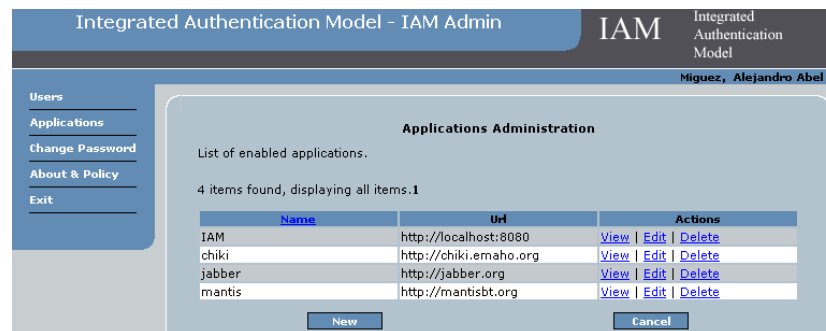 Integrated Authentication Model - IAM Admin
IAM
Integrated
Authentication
Model
Miguez, Alejandro Abel
Users
Applications
Change Password
About & Policy
Exit
Applications Administration
List of enabled applications.
4 items found, displaying all items.1
Name Url Actions
IAM http://localhost:8080 View | Edit | Delete
chiki http://chiki.emaho.org View | Edit | Delete
jabber http://jabber.org View | Edit | Delete
mantis http://mantisbt.org View | Edit | Delete
New Cancel